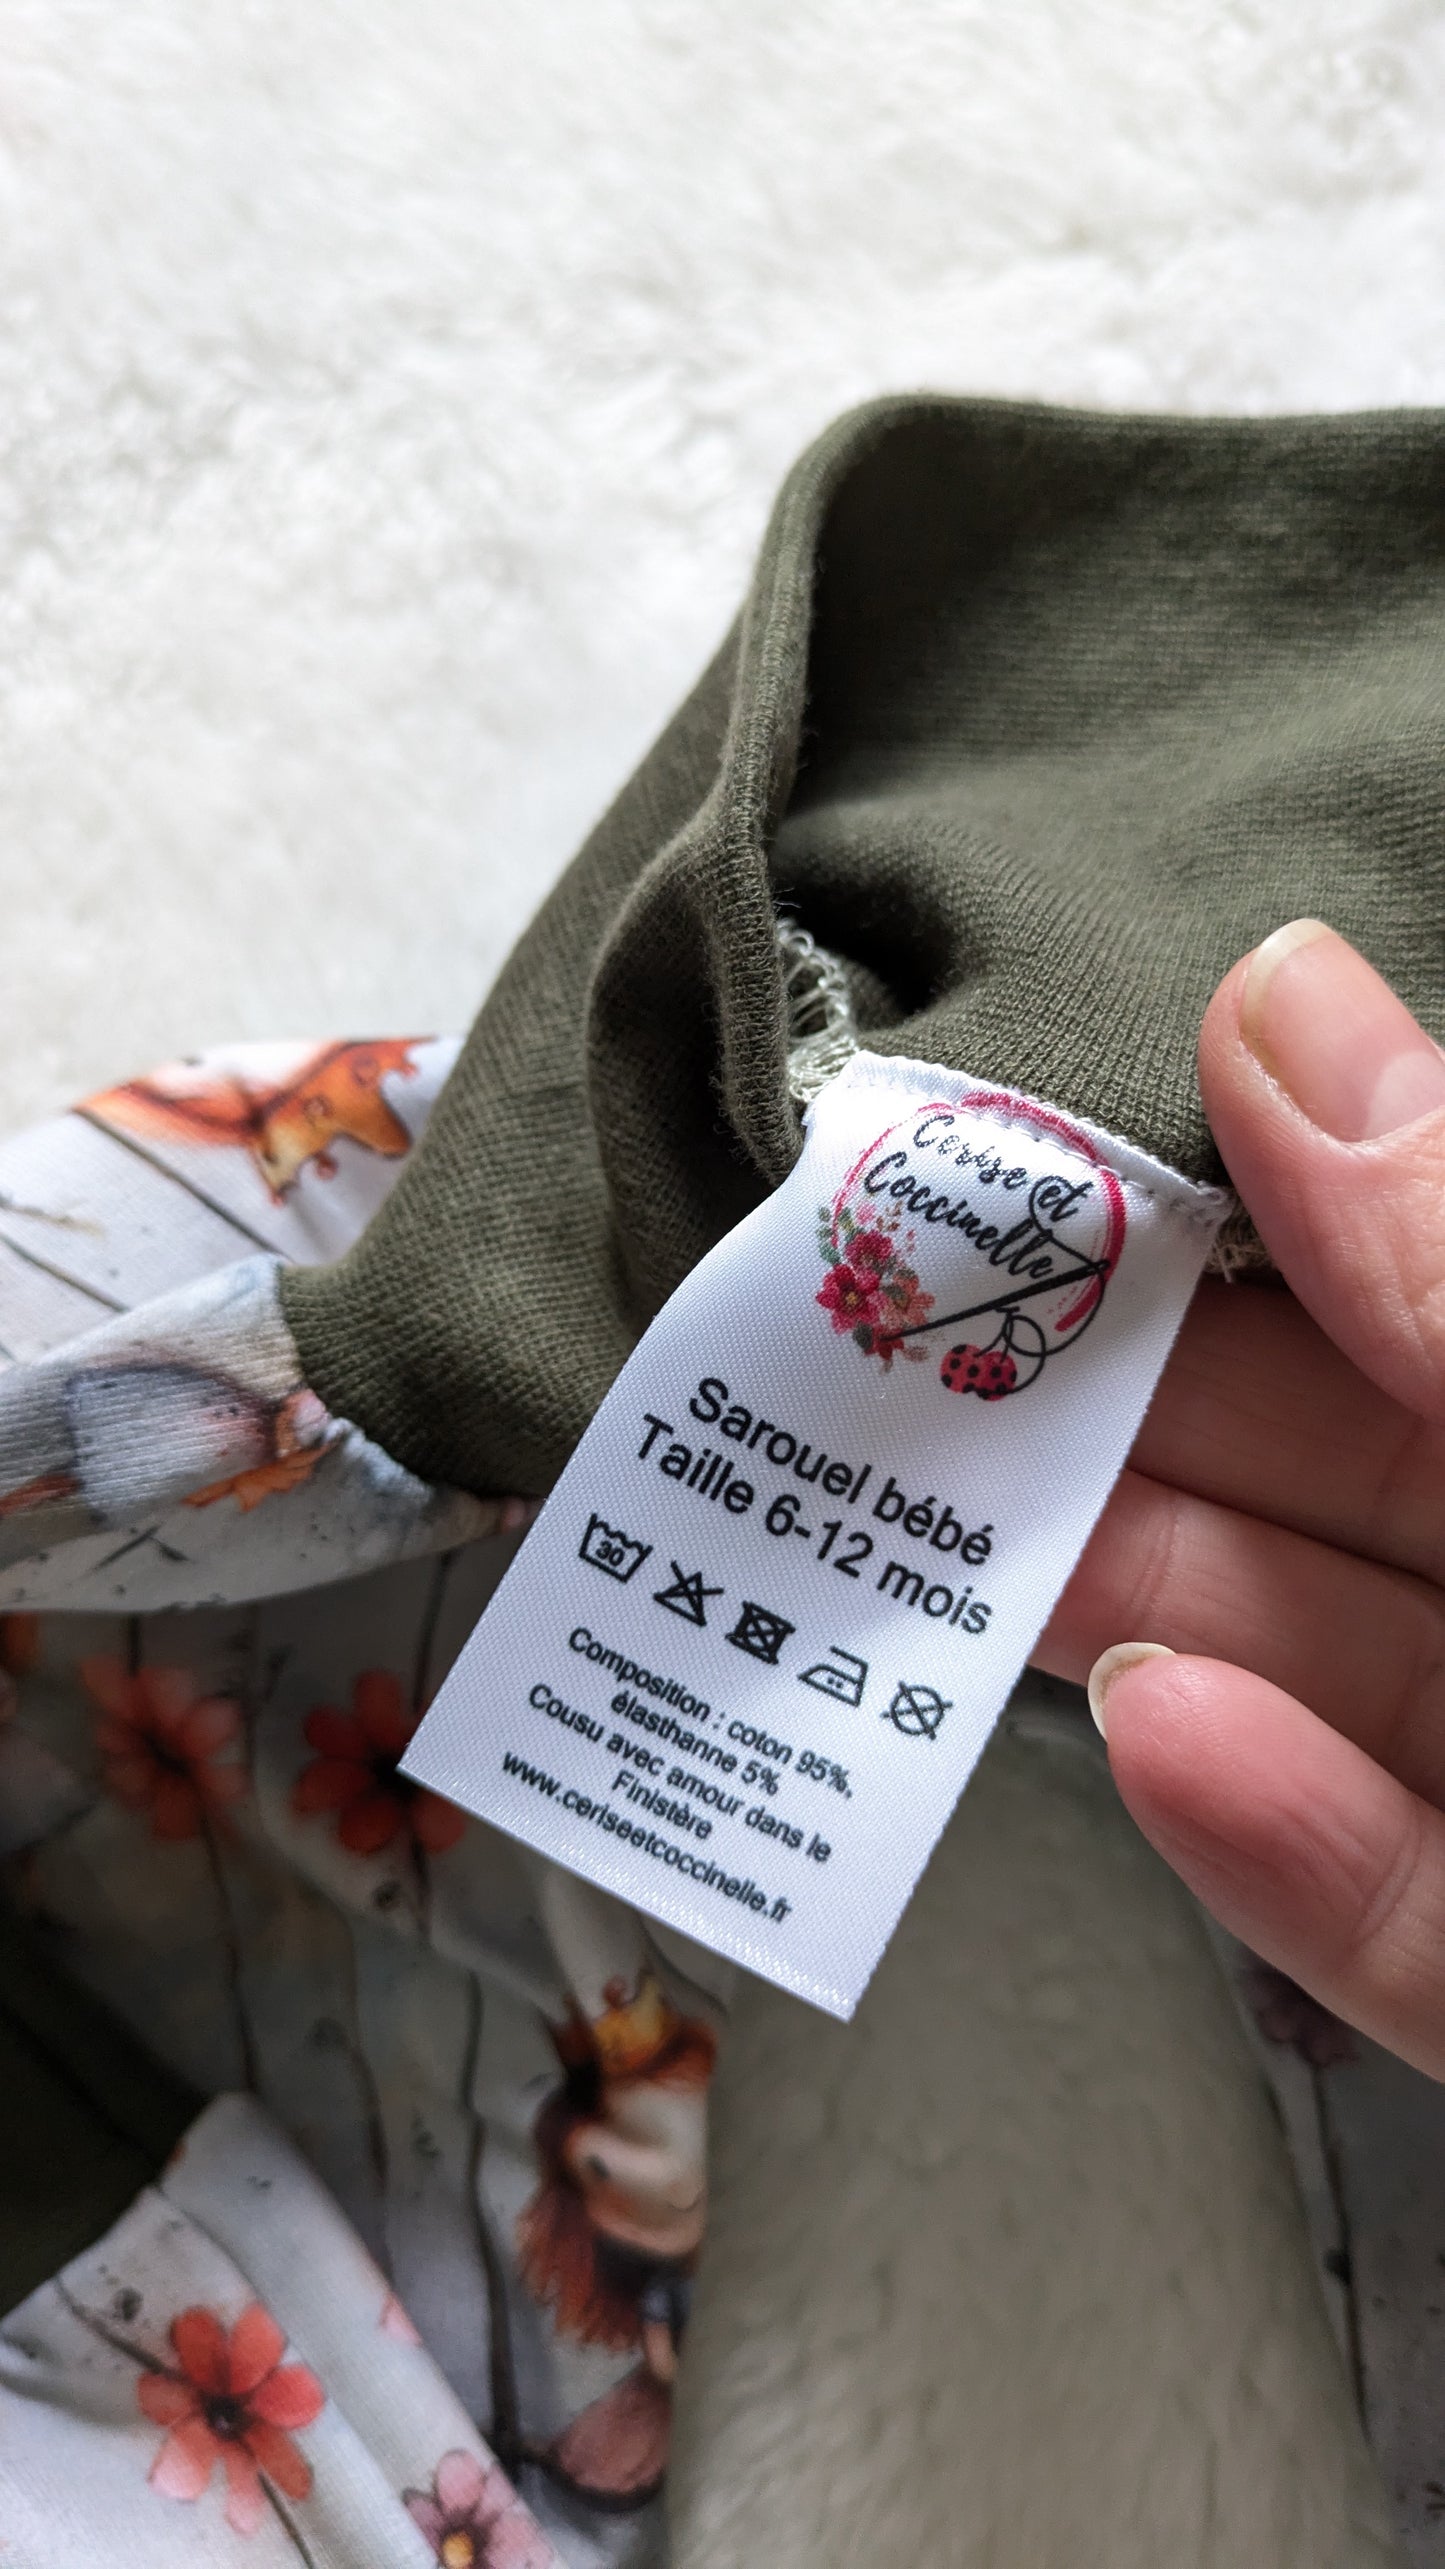 Cerise et
Coccinelle
Sarouel bébé
Taille 6-12 mois
30
Composition : coton 95%,
élasthanne 5%
Cousu avec amour dans le
Finistère
www.ceriseetcoccinelle.fr